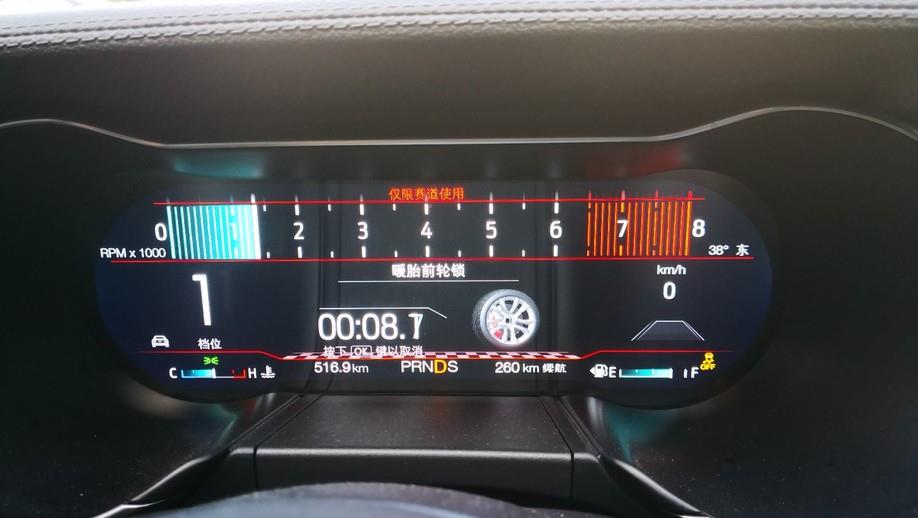 仅限赛道使用
0 1 2 3 4 5 6 7 8
RPM x 1000
38° 东
暖胎前轮锁
km/h
1
0
00:08.7
档位
按下 OK 键以取消
C H
516.9 km
PRNDS
260 km 续航
E F
OFF